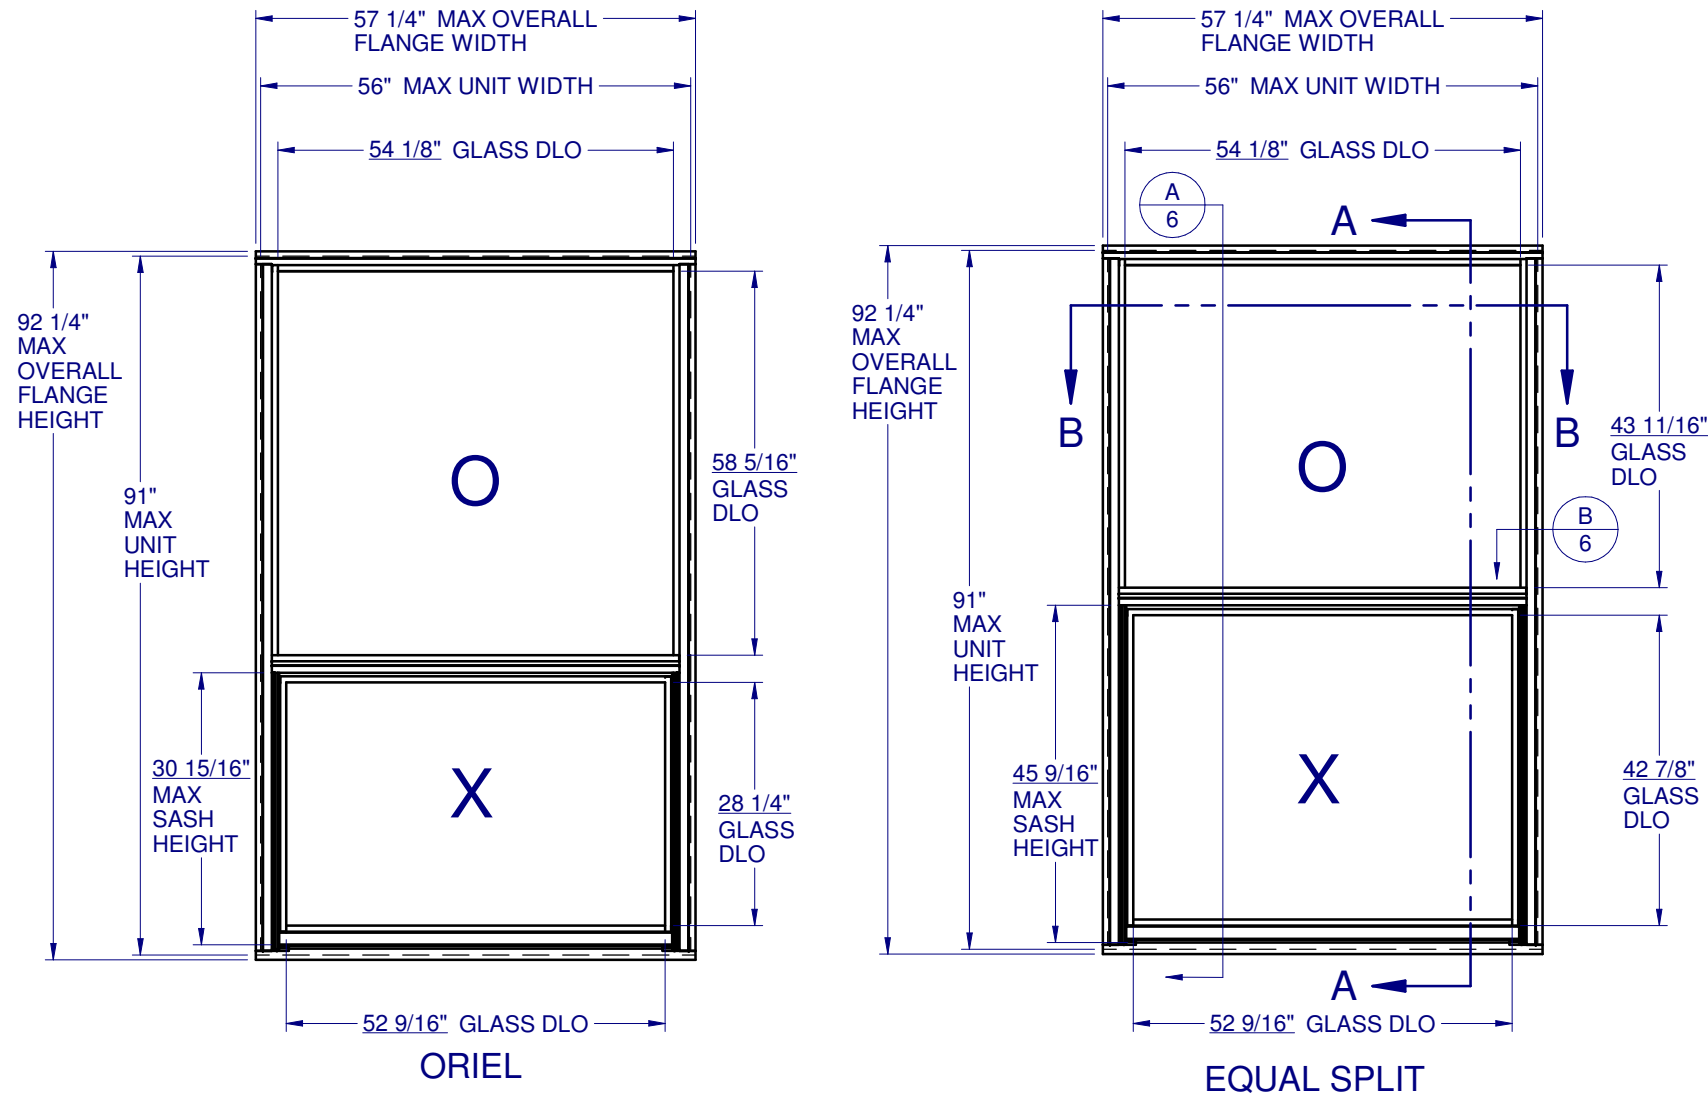 57 1/4" MAX OVERALL
FLANGE WIDTH
56" MAX UNIT WIDTH
54 1/8" GLASS DLO
92 1/4"
MAX
OVERALL
FLANGE
HEIGHT
91"
MAX
UNIT
HEIGHT
O
58 5/16"
GLASS
DLO
30 15/16"
MAX
SASH
HEIGHT
X
28 1/4"
GLASS
DLO
52 9/16" GLASS DLO
ORIEL
57 1/4" MAX OVERALL
FLANGE WIDTH
56" MAX UNIT WIDTH
54 1/8" GLASS DLO
A
6
A
92 1/4"
MAX
OVERALL
FLANGE
HEIGHT
B
B
O
43 11/16"
GLASS
DLO
B
6
91"
MAX
UNIT
HEIGHT
45 9/16"
MAX
SASH
HEIGHT
X
42 7/8"
GLASS
DLO
A
52 9/16" GLASS DLO
EQUAL SPLIT